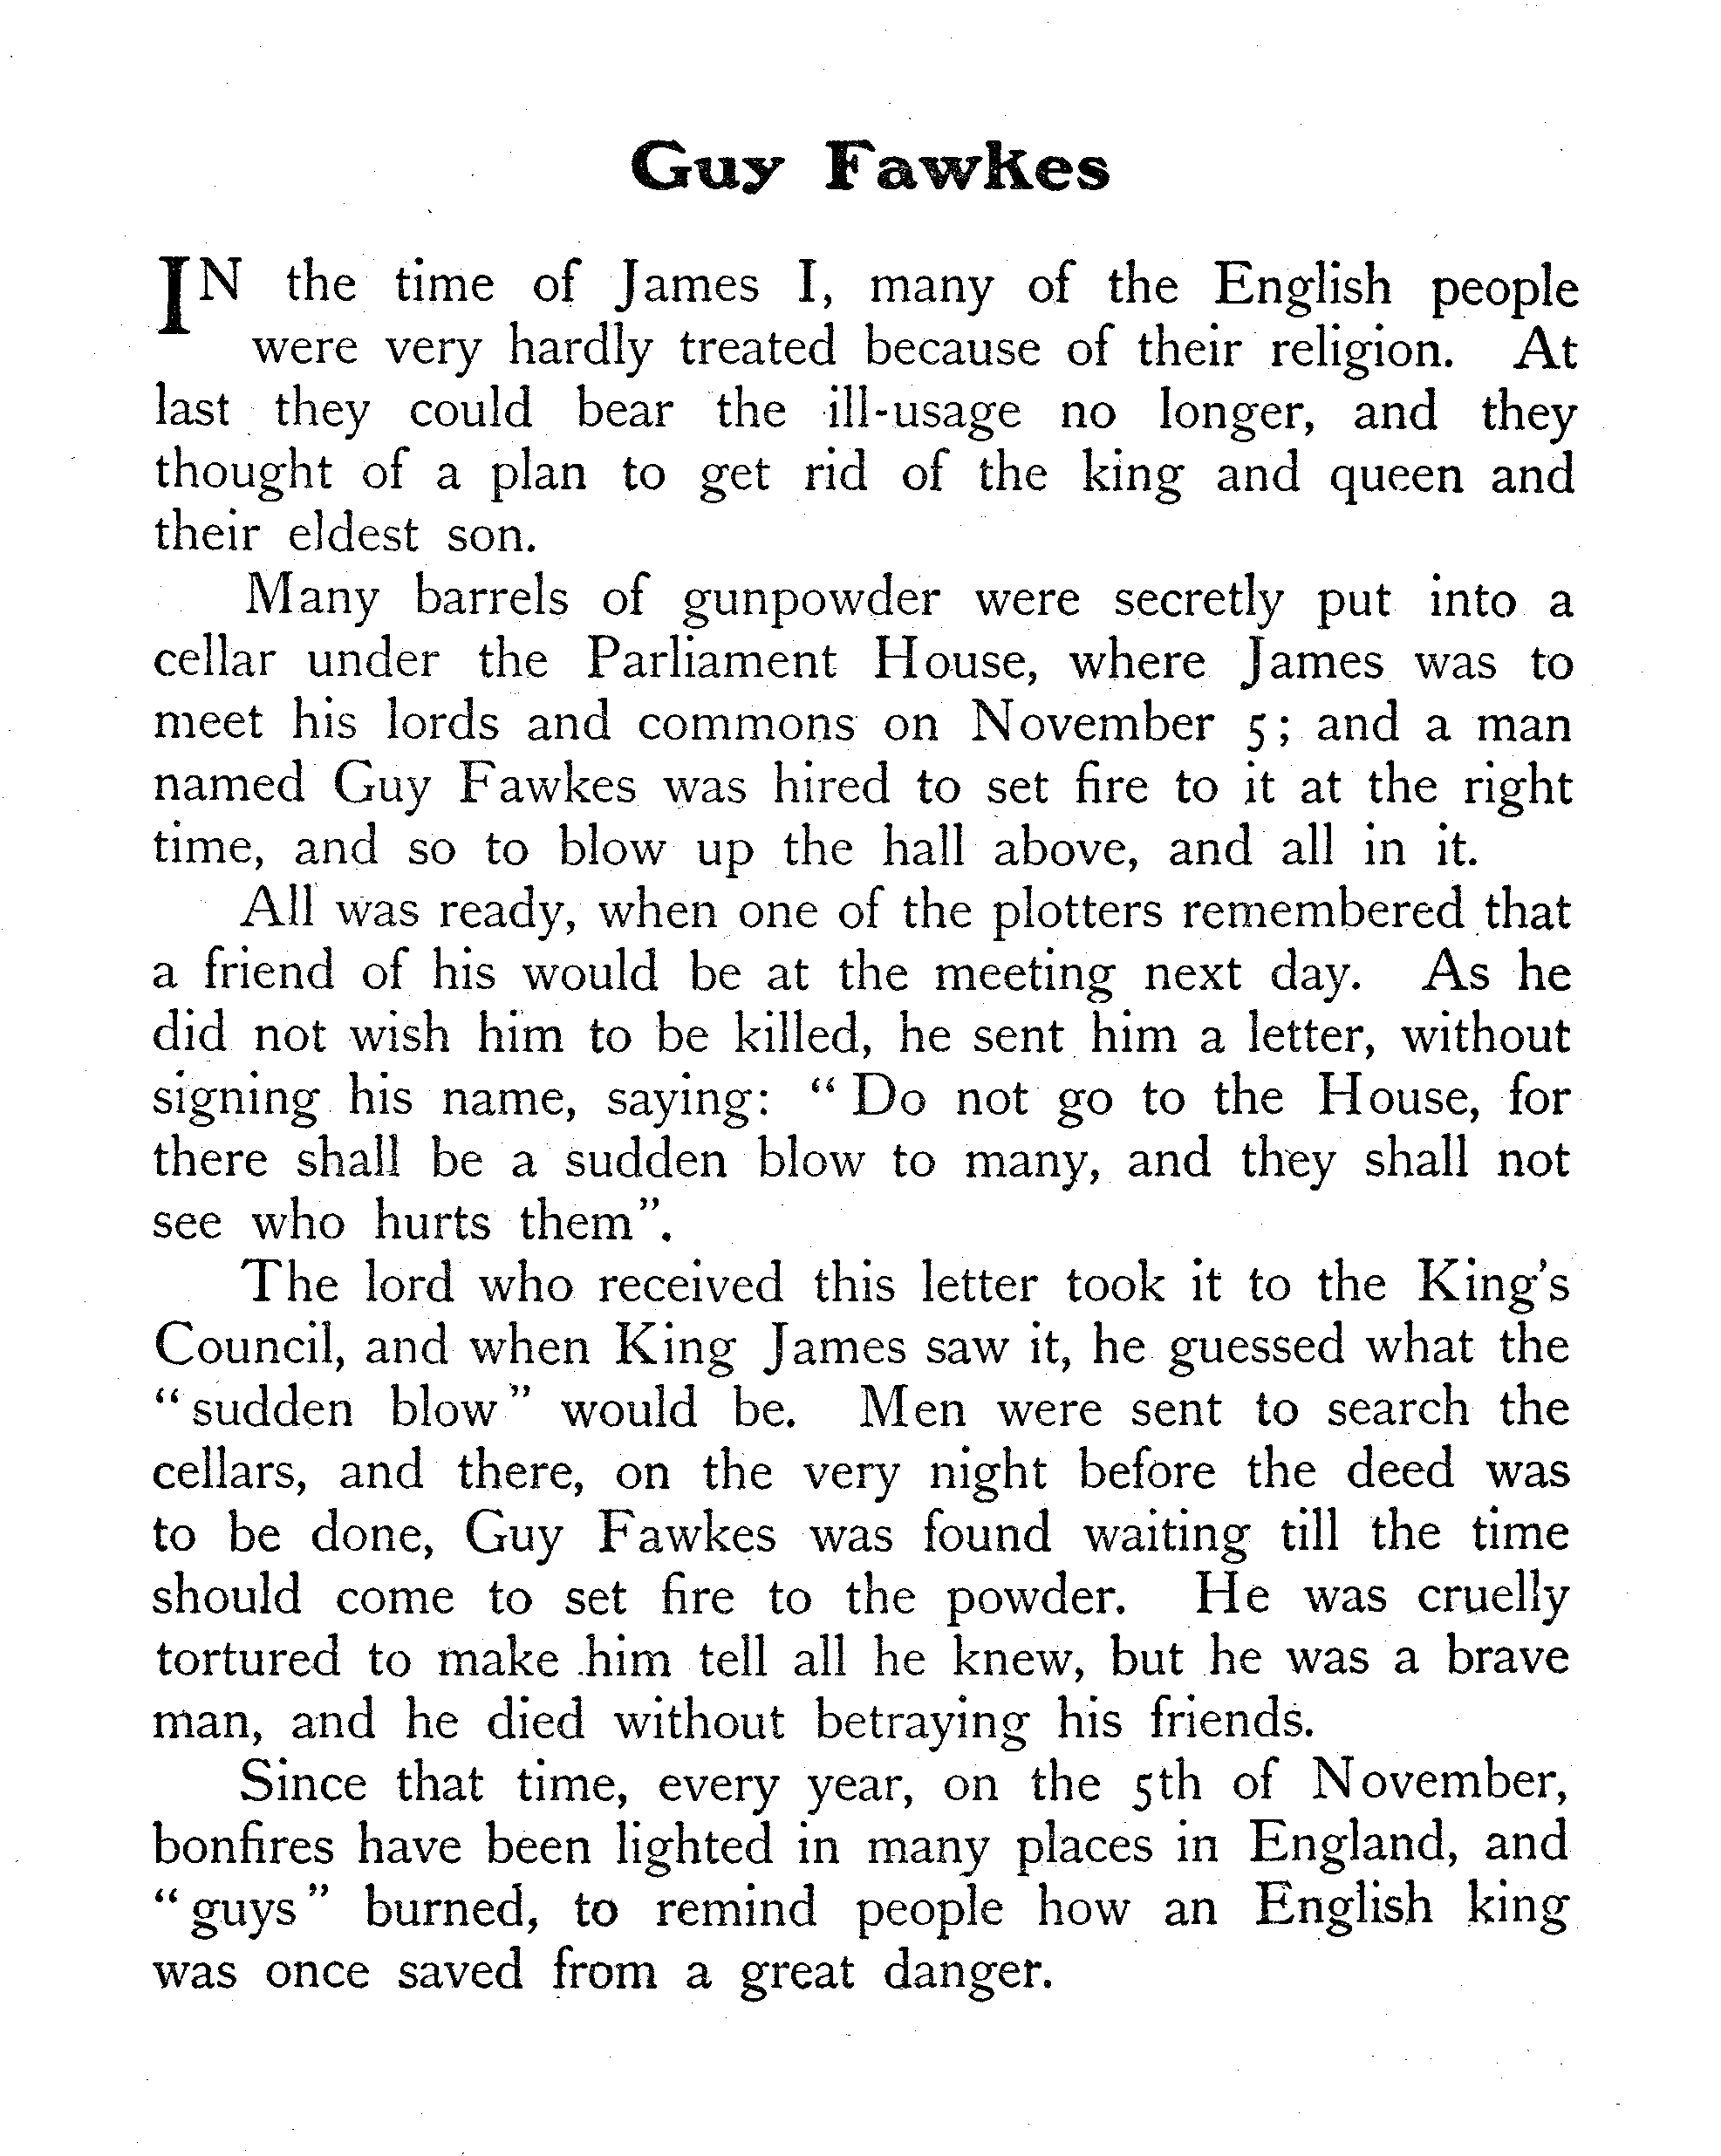 Guy Fawkes
IN the time of James I, many of the English people
were very hardly treated because of their religion. At
last they could bear the ill-usage no longer, and they
thought of a plan to get rid of the king and queen and
their eldest son.
Many barrels of gunpowder were secretly put into a
cellar under the Parliament House, where James was to
meet his lords and commons on November 5; and a man
named Guy Fawkes was hired to set fire to it at the right
time, and so to blow up the hall above, and all in it.
All was ready, when one of the plotters remembered that
a friend of his would be at the meeting next day. As he
did not wish him to be killed, he sent him a letter, without
signing his name, saying: “Do not go to the House, for
there shall be a sudden blow to many, and they shall not
see who hurts them”.
The lord who received this letter took it to the King's
Council, and when King James saw it, he guessed what the
“sudden blow” would be. Men were sent to search the
cellars, and there, on the very night before the deed was
to be done, Guy Fawkes was found waiting till the time
should come to set fire to the powder. He was cruelly
tortured to make him tell all he knew, but he was a brave
man, and he died without betraying his friends.
Since that time, every year, on the 5th of November,
bonfires have been lighted in many places in England, and
“guys” burned, to remind people how an English king
was once saved from a great danger.